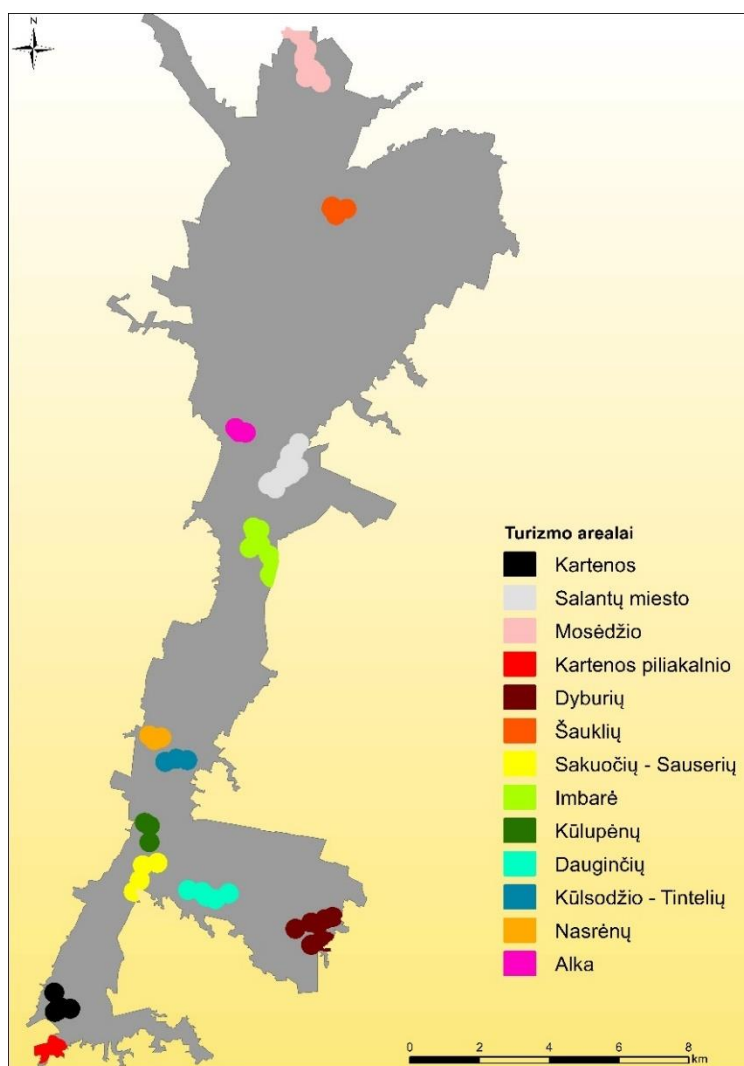 N
Turizmo arealai
Kartenos
Salantų miesto
Mosėdžio
Kartenos piliakalnio
Dyburių
Šauklių
Sakuočių - Sauserių
Imbarė
Kūlupėnų
Dauginčių
Kūlsodžio - Tintelių
Nasrėnų
Alka
0 2 4 6 8
km